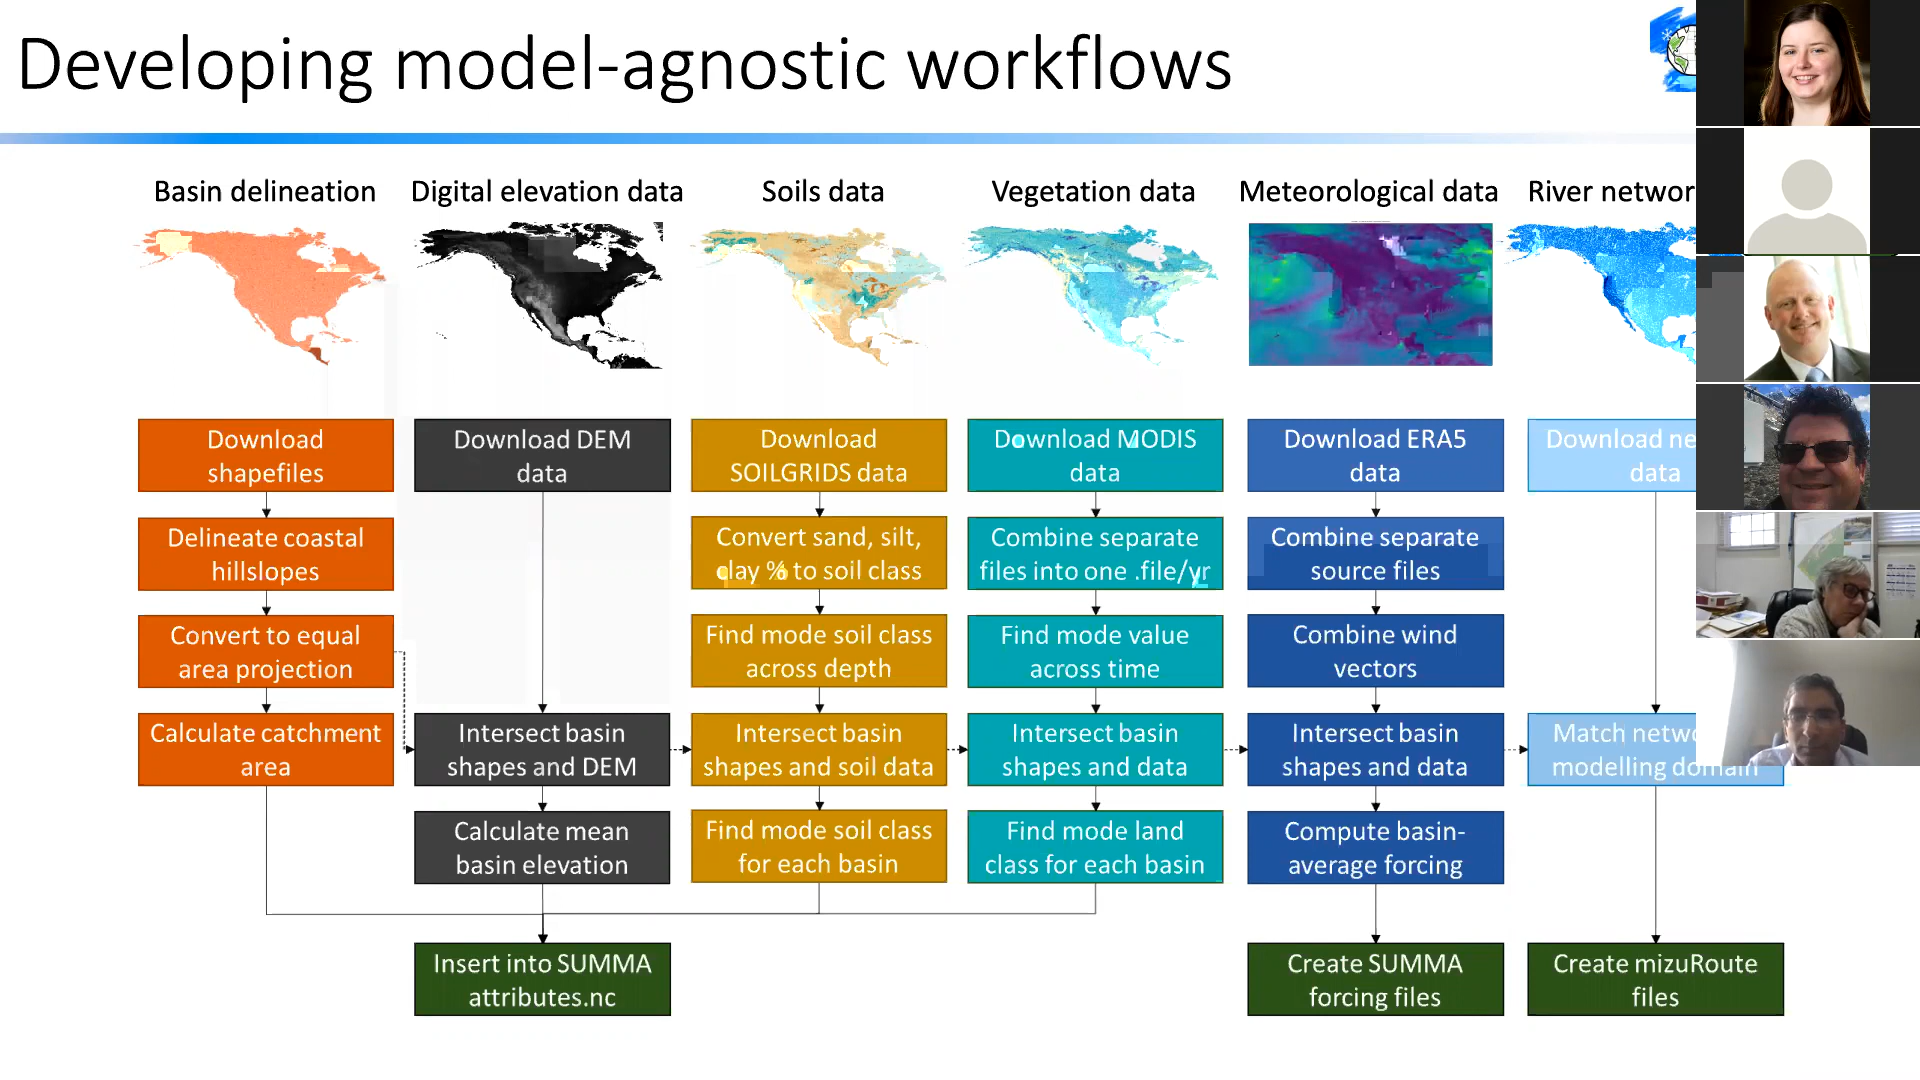 Developing model-agnostic workflows
Basin delineation
Digital elevation data
Soils data
Vegetation data
Meteorological data
River networ
Download
shapefiles
Download DEM
data
Download
SOILGRIDS data
Download MODIS
data
Download ERA5
data
Download ne
data
Delineate coastal
hillslopes
Convert sand, silt,
clay % to soil class
Combine separate
files into one .file/yr
Combine separate
source files
Convert to equal
area projection
Find mode soil class
across depth
Find mode value
across time
Combine wind
vectors
Calculate catchment
area
Intersect basin
shapes and DEM
Intersect basin
shapes and soil data
Intersect basin
shapes and data
Intersect basin
shapes and data
Match netwo
modelling domain
Calculate mean
basin elevation
Find mode soil class
for each basin
Find mode land
class for each basin
Compute basin-
average forcing
Insert into SUMMA
attributes.nc
Create SUMMA
forcing files
Create mizuRoute
files